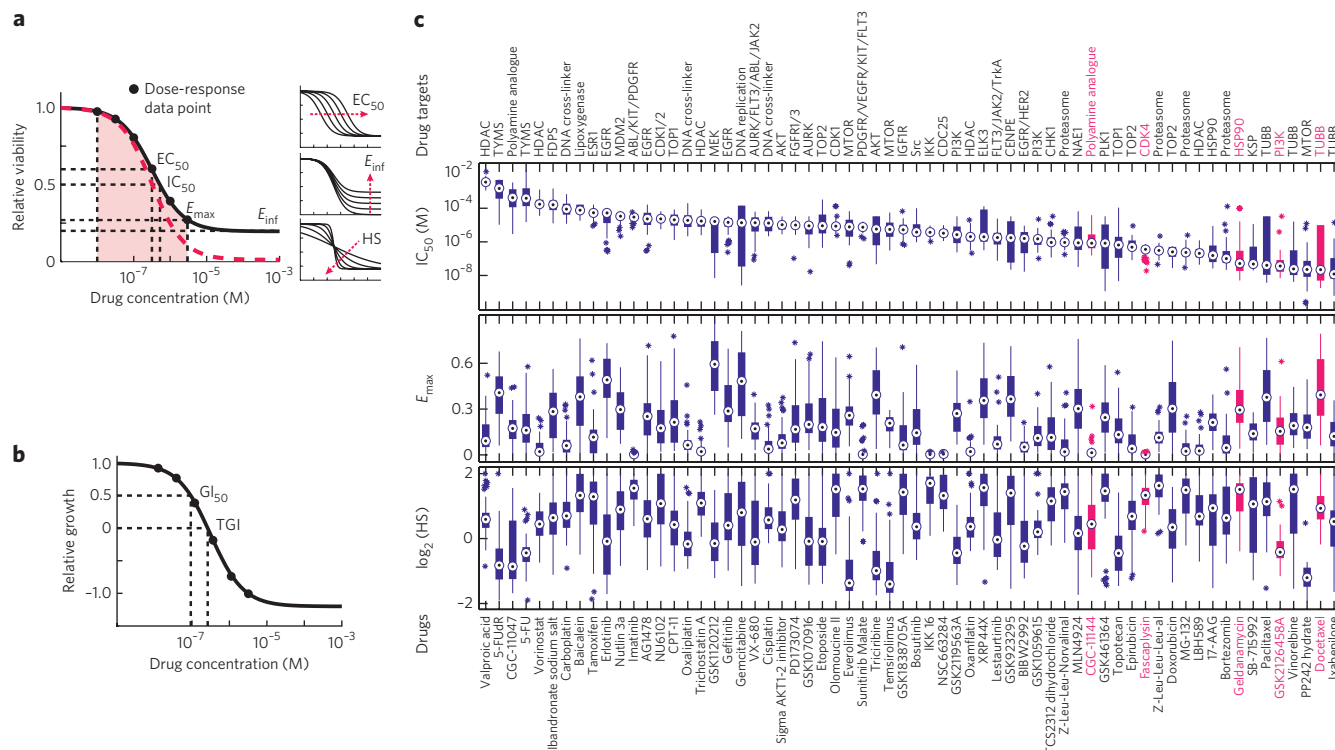 a
Dose-response
data point
1.0
0.5
0
Relative viability
EC50
IC50
Emax
Einf
10−7
10−5
10−3
Drug concentration (M)
EC50
Einf
HS
b
1.0
0.5
0
−1.0
Relative growth
GI50
TGI
10−7
10−5
10−3
Drug concentration (M)
c
Drug targets
HDAC
TYMS
Polyamine analogue
TYMS
HDAC
FDPS
DNA cross-linker
Lipoxygenase
ESR1
EGFR
MDM2
ABL/KIT/PDGFR
EGFR
CDK1/2
TOP1
DNA cross-linker
HDAC
MEK
EGFR
DNA replication
AURK/FLT3/ABL/JAK2
DNA cross-linker
AKT
FGFR1/3
AURK
TOP2
CDK1
MTOR
PDGFR/VEGFR/KIT/FLT3
AKT
MTOR
IGF1R
Src
IKK
CDC25
PI3K
HDAC
ELK3
FLT3/JAK2/TrkA
CENPE
EGFR/HER2
PI3K
CHK1
Proteasome
NAE1
Polyamine analogue
PLK1
TOP1
TOP2
CDK4
Proteasome
TOP2
Proteasome
HDAC
HSP90
Proteasome
HSP90
KSP
TUBB
PI3K
TUBB
MTOR
TUBB
TUBB
IC50 (M)
10−2
10−4
10−6
10−8
Emax
0.6
0.3
0
log2 (HS)
2
0
−2
Drugs
Valproic acid
5-FUdR
CGC-11047
5-FU
Vorinostat
Ibandronate sodium salt
Carboplatin
Baicalein
Tamoxifen
Erlotinib
Nutlin 3a
Imatinib
AG1478
NU6102
CPT-11
Oxaliplatin
Trichostatin A
GSK1120212
Gefitinib
Gemcitabine
VX-680
Cisplatin
Sigma AKT1-2 inhibitor
PD173074
GSK1070916
Etoposide
Olomoucine II
Everolimus
Sunitinib Malate
Triciribine
Temsirolimus
GSK1838705A
Bosutinib
IKK 16
NSC663284
GSK2119563A
Oxamflatin
XRP44X
Lestaurtinib
GSK923295
BIBW2992
GSK1059615
TCS2312 dihydrochloride
Z-Leu-Leu-Norvalinal
MLN4924
CGC-11144
GSK461364
Topotecan
Epirubicin
Fascaplysin
Z-Leu-Leu-Leu-al
Doxorubicin
MG-132
LBH589
17-AAG
Bortezomib
Geldanamycin
SB-715992
Paclitaxel
GSK2126458A
Vinorelbine
PP242 hydrate
Docetaxel
Ixabepilone